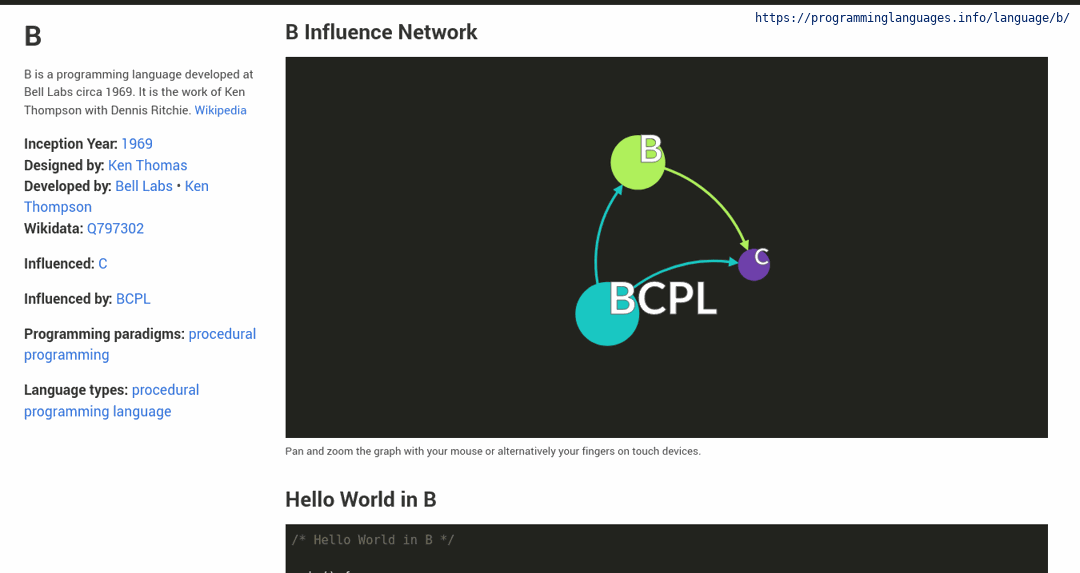 https://programminglanguages.info/language/b/
B
B is a programming language developed at
Bell Labs circa 1969. It is the work of Ken
Thompson with Dennis Ritchie. Wikipedia
Inception Year: 1969
Designed by: Ken Thomas
Developed by: Bell Labs • Ken
Thompson
Wikidata: Q797302
Influenced: C
Influenced by: BCPL
Programming paradigms: procedural
programming
Language types: procedural
programming language
B Influence Network
B
C
BCPL
Pan and zoom the graph with your mouse or alternatively your fingers on touch devices.
Hello World in B
/* Hello World in B */